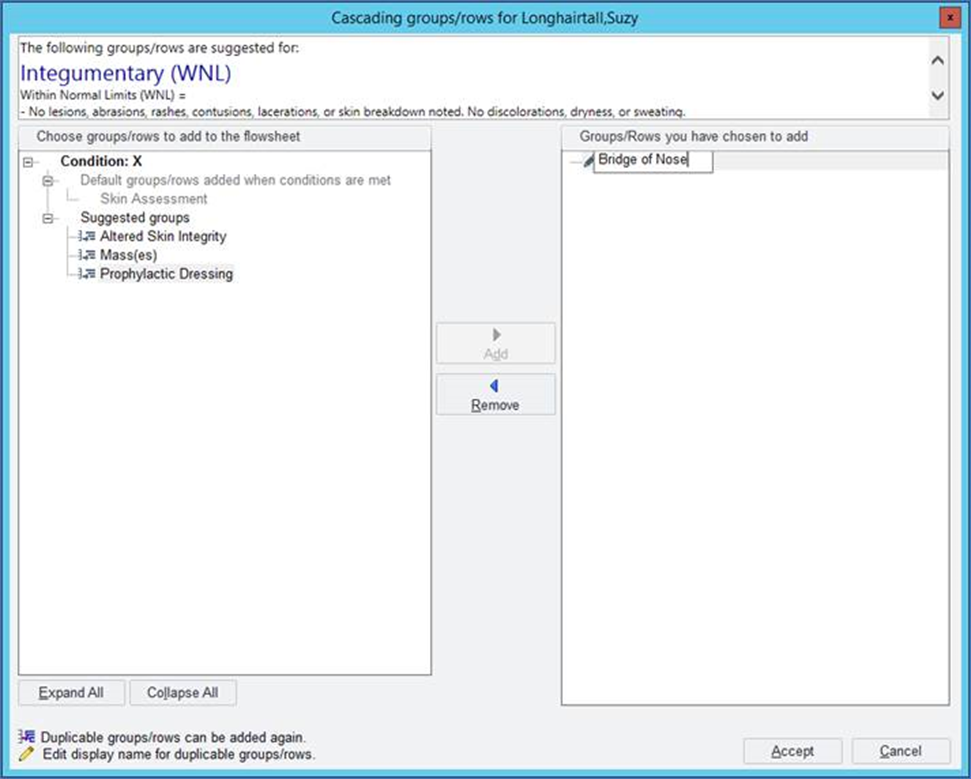 Cascading groups/rows for Longhairtall,Suzy
x
The following groups/rows are suggested for:
Integumentary (WNL)
Within Normal Limits (WNL) =
- No lesions, abrasions, rashes, contusions, lacerations, or skin breakdown noted. No discolorations, dryness, or sweating.
Choose groups/rows to add to the flowsheet
Condition: X
Default groups/rows added when conditions are met
Skin Assessment
Suggested groups
Altered Skin Integrity
Mass(es)
Prophylactic Dressing
Add
Remove
Groups/Rows you have chosen to add
Bridge of Nose
Expand All
Collapse All
Duplicable groups/rows can be added again.
Edit display name for duplicable groups/rows.
Accept
Cancel